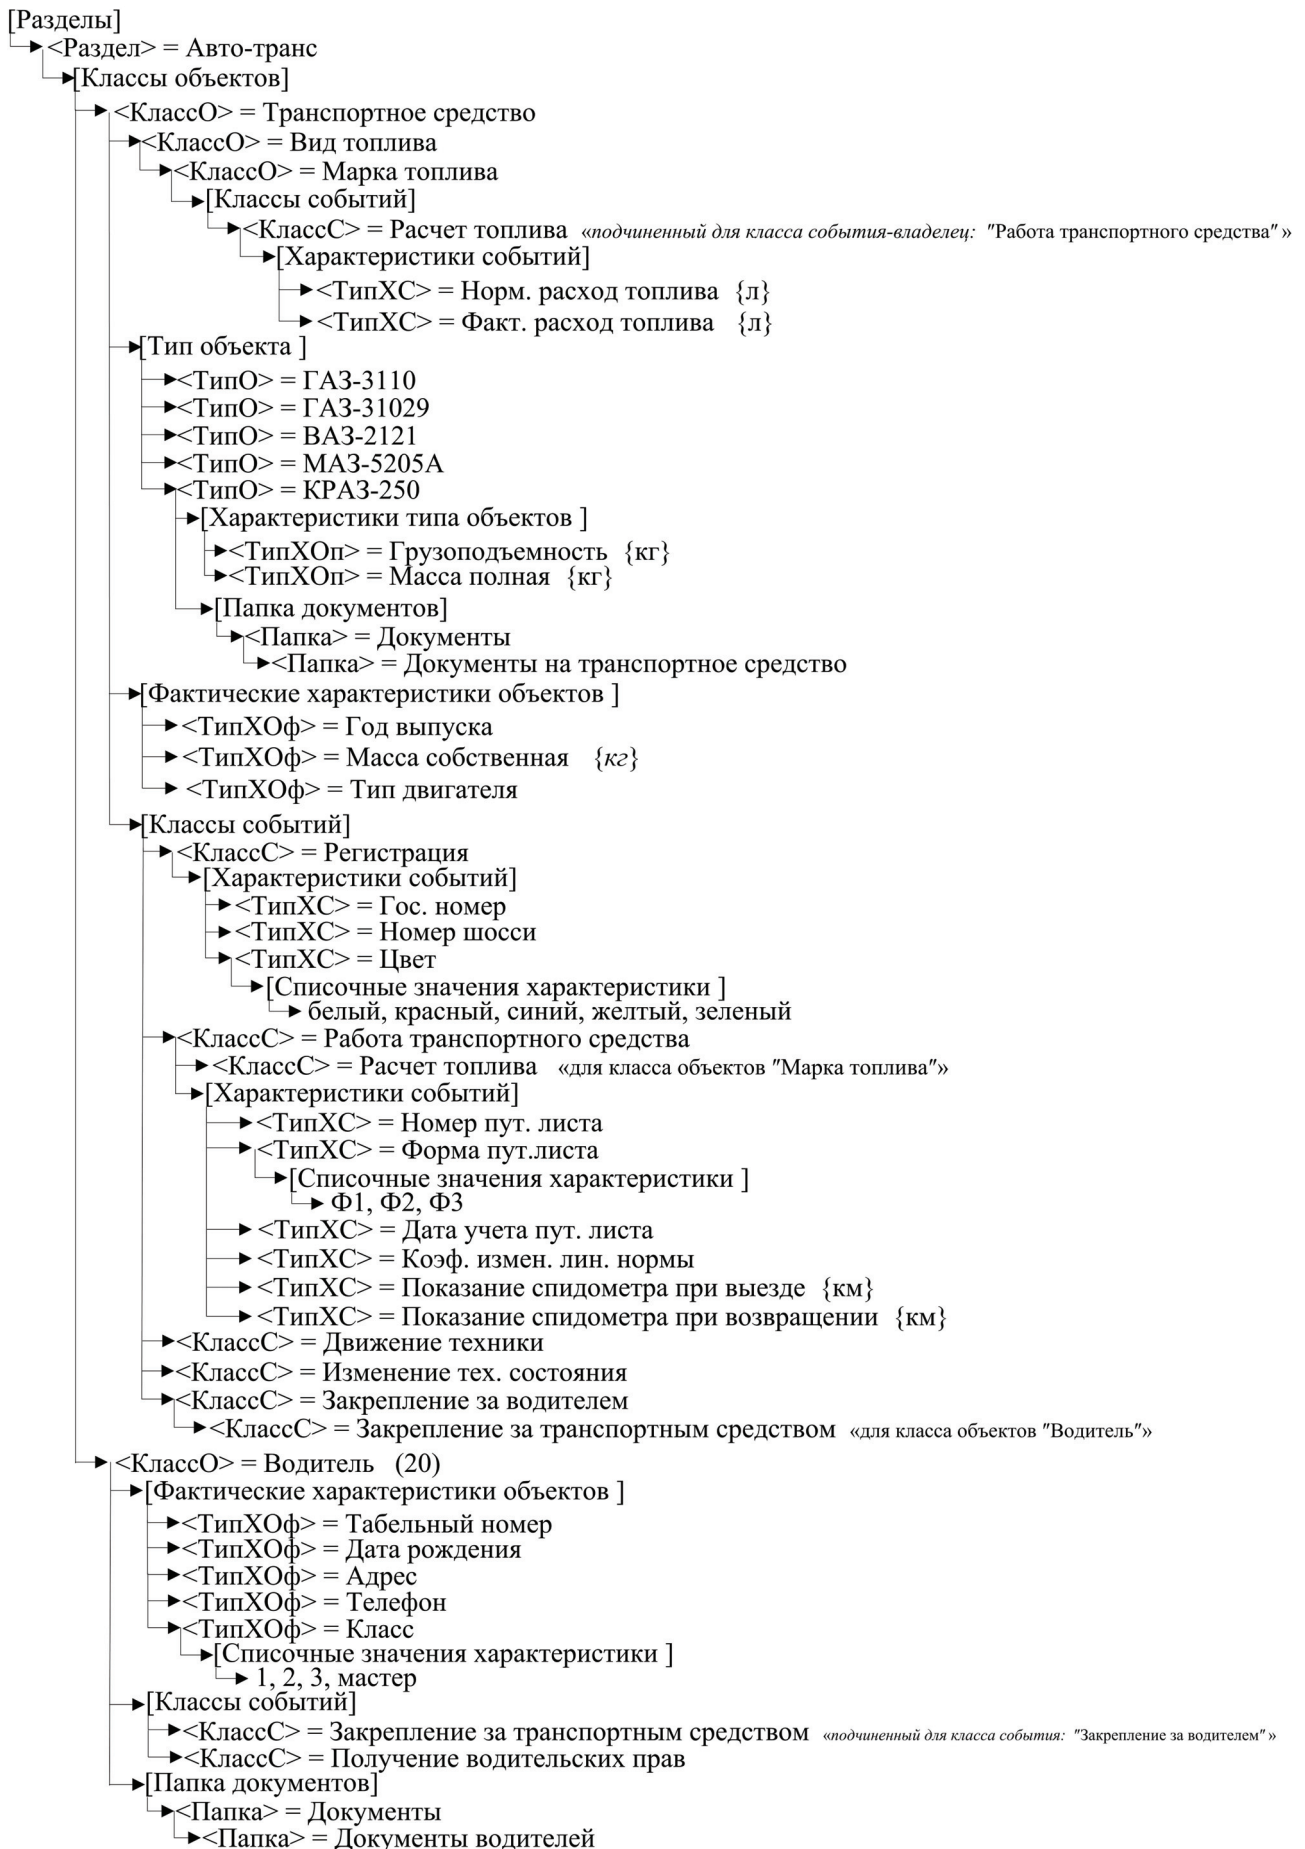 [Разделы]
<Раздел> = Авто-транс
[Классы объектов]
<КлассО> = Транспортное средство
<КлассО> = Вид топлива
<КлассО> = Марка топлива
[Классы событий]
<КлассС> = Расчет топлива «подчиненный для класса события-владелец: "Работа транспортного средства"»
[Характеристики событий]
<ТипХС> = Норм. расход топлива {л}
<ТипХС> = Факт. расход топлива {л}
[Тип объекта ]
<ТипО> = ГАЗ-3110
<ТипО> = ГАЗ-31029
<ТипО> = ВАЗ-2121
<ТипО> = МАЗ-5205А
<ТипО> = КРАЗ-250
[Характеристики типа объектов ]
<ТипХОп> = Грузоподъемность {кг}
<ТипХОп> = Масса полная {кг}
[Папка документов]
<Папка> = Документы
<Папка> = Документы на транспортное средство
[Фактические характеристики объектов ]
<ТипХОф> = Год выпуска
<ТипХОф> = Масса собственная {кг}
<ТипХОф> = Тип двигателя
[Классы событий]
<КлассС> = Регистрация
[Характеристики событий]
<ТипХС> = Гос. номер
<ТипХС> = Номер шосси
<ТипХС> = Цвет
[Списочные значения характеристики ]
белый, красный, синий, желтый, зеленый
<КлассС> = Работа транспортного средства
<КлассС> = Расчет топлива «для класса объектов "Марка топлива"»
[Характеристики событий]
<ТипХС> = Номер пут. листа
<ТипХС> = Форма пут.листа
[Списочные значения характеристики ]
Ф1, Ф2, Ф3
<ТипХС> = Дата учета пут. листа
<ТипХС> = Коэф. измен. лин. нормы
<ТипХС> = Показание спидометра при выезде {км}
<ТипХС> = Показание спидометра при возвращении {км}
<КлассС> = Движение техники
<КлассС> = Изменение тех. состояния
<КлассС> = Закрепление за водителем
<КлассС> = Закрепление за транспортным средством «для класса объектов "Водитель"»
<КлассО> = Водитель (20)
[Фактические характеристики объектов ]
<ТипХОф> = Табельный номер
<ТипХОф> = Дата рождения
<ТипХОф> = Адрес
<ТипХОф> = Телефон
<ТипХОф> = Класс
[Списочные значения характеристики ]
1, 2, 3, мастер
[Классы событий]
<КлассС> = Закрепление за транспортным средством «подчиненный для класса события: "Закрепление за водителем"»
<КлассС> = Получение водительских прав
[Папка документов]
<Папка> = Документы
<Папка> = Документы водителей